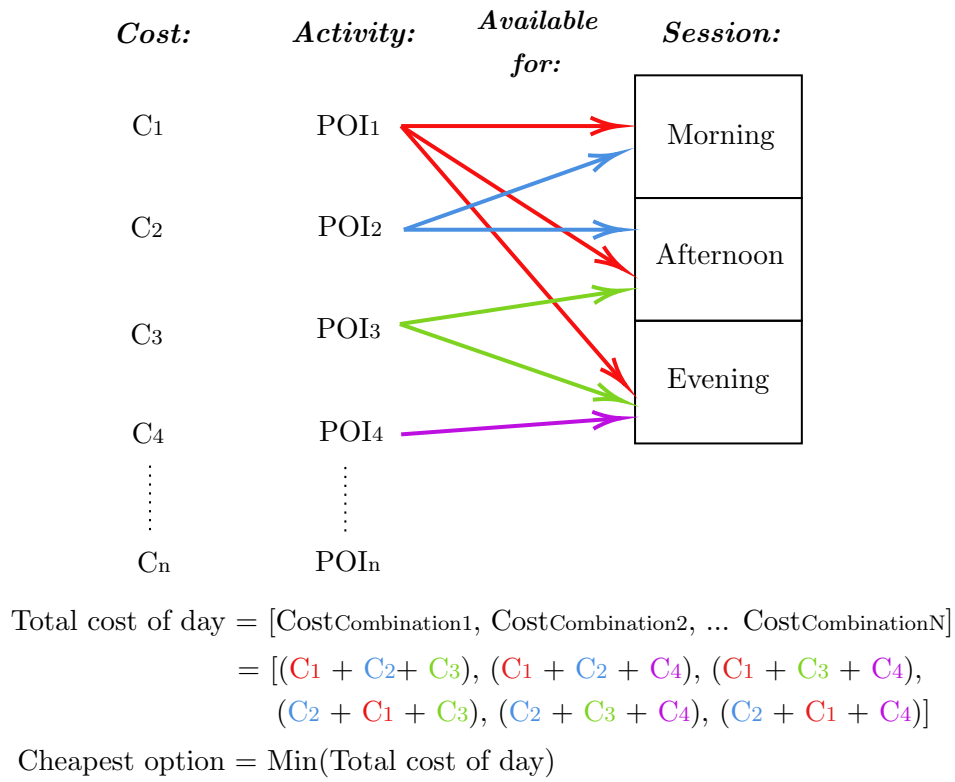 Cost: Activity: Available for: Session:
C1 POI1 Morning
C2 POI2 Afternoon
C3 POI3 Evening
C4 POI4
Cn POIn
Total cost of day = [CostCombination1, CostCombination2, ... CostCombinationN]
= [(C1 + C2+ C3), (C1 + C2 + C4), (C1 + C3 + C4),
(C2 + C1 + C3), (C2 + C3 + C4), (C2 + C1 + C4)]
Cheapest option = Min(Total cost of day)